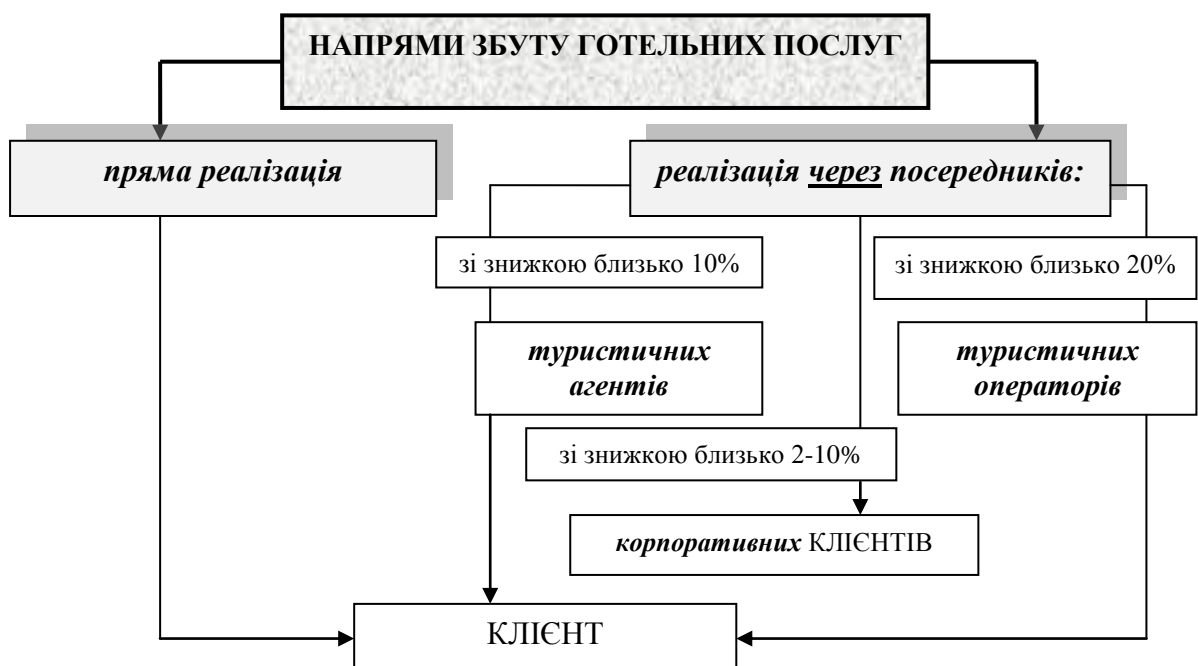 НАПРЯМИ ЗБУТУ ГОТЕЛЬНИХ ПОСЛУГ
пряма реалізація
реалізація через посередників:
зі знижкою близько 10%
зі знижкою близько 20%
туристичних
агентів
туристичних
операторів
зі знижкою близько 2-10%
корпоративних КЛІЄНТІВ
КЛІЄНТ